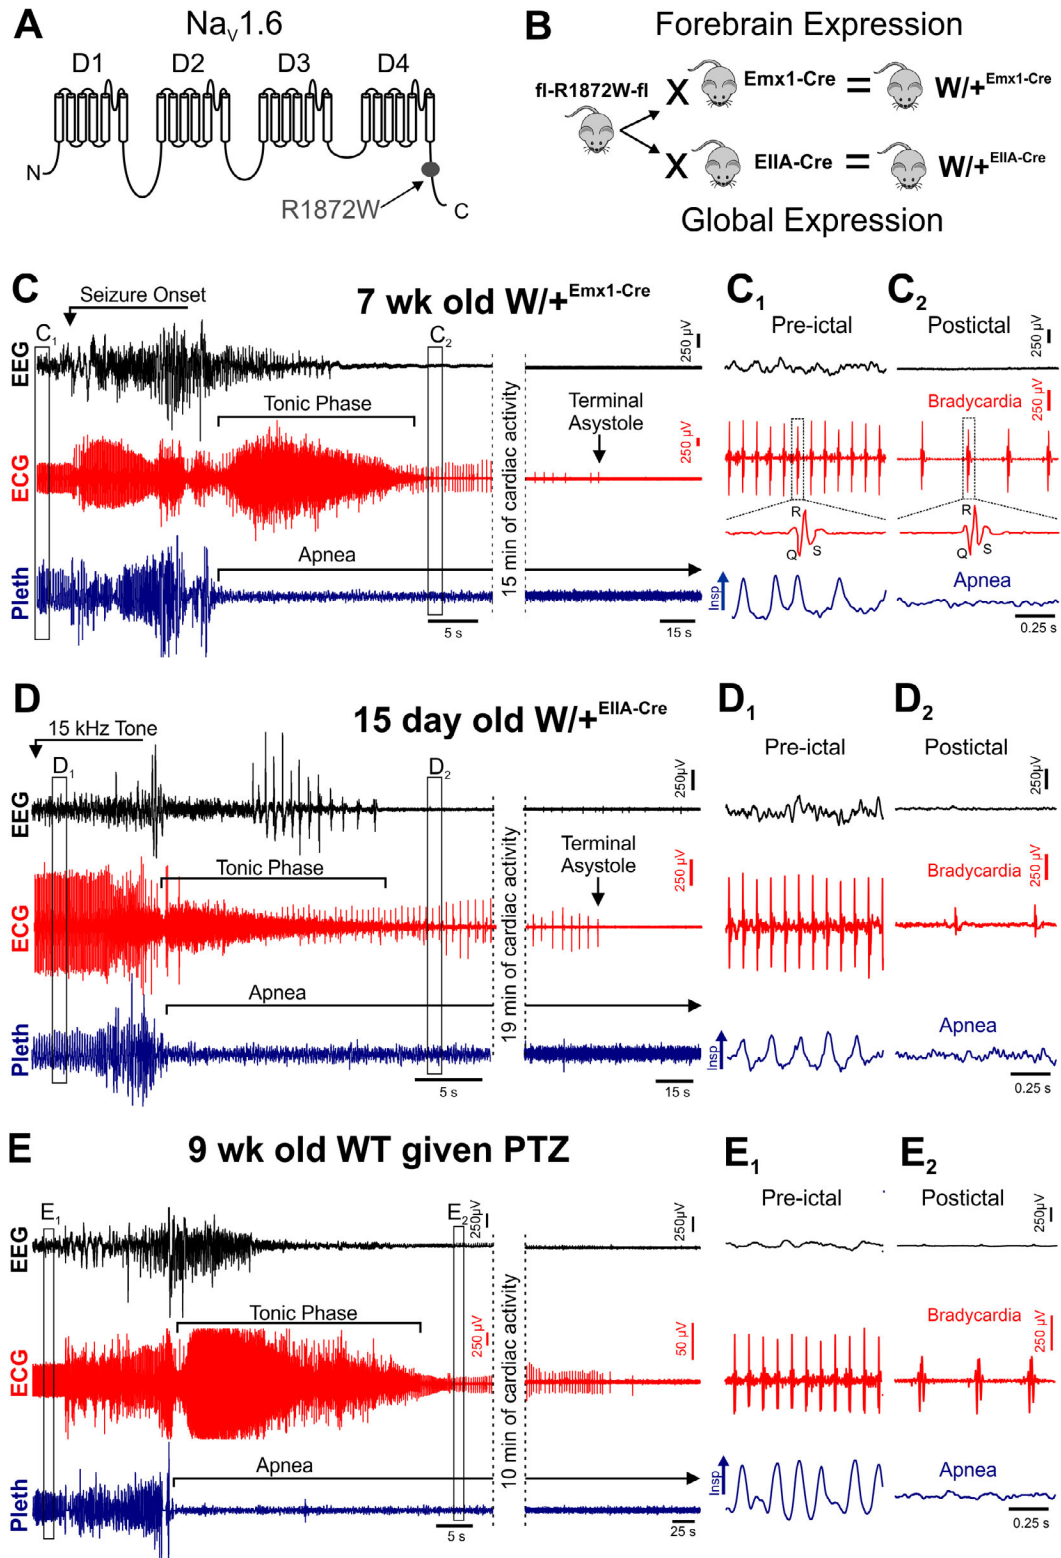 A
Na_V1.6
D1 D2 D3 D4
N
R1872W
C
B
Forebrain Expression
fl-R1872W-fl
X Emx1-Cre = W/+Emx1-Cre
X EIIA-Cre = W/+EIIA-Cre
Global Expression
C
Seizure Onset
7 wk old W/+Emx1-Cre
C1
C2
EEG
250 µV
Tonic Phase
Terminal
Asystole
ECG
250 µV
15 min of cardiac activity
Apnea
Pleth
5 s
15 s
C1
Pre-ictal
C2
Postictal
250 µV
Bradycardia
250 µV
R
Q
S
R
Q
S
Insp
Apnea
0.25 s
D
15 kHz Tone
15 day old W/+EIIA-Cre
D1
D2
EEG
250µV
Tonic Phase
Terminal
Asystole
ECG
250 µV
19 min of cardiac activity
Apnea
Pleth
5 s
15 s
D1
Pre-ictal
D2
Postictal
250µV
Bradycardia
250 µV
Insp
Apnea
0.25 s
E
9 wk old WT given PTZ
E1
E2
EEG
250µV
250µV
Tonic Phase
ECG
250 µV
50 µV
10 min of cardiac activity
Apnea
Pleth
5 s
25 s
E1
Pre-ictal
E2
Postictal
250µV
Bradycardia
250 µV
Insp
Apnea
0.25 s